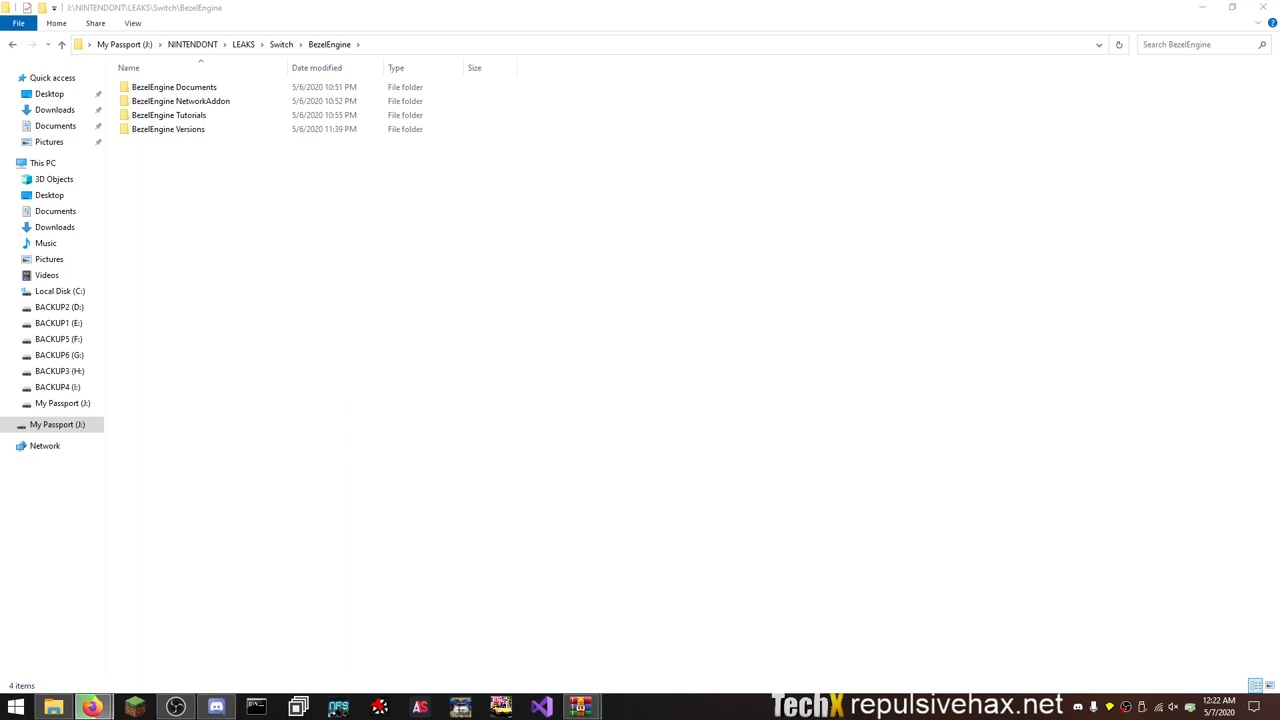 J:\NINTENDONT\LEAKS\Switch\BezelEngine
File Home Share View
My Passport (J:) NINTENDONT LEAKS Switch BezelEngine Search BezelEngine
Name Date modified Type Size
Quick access
Desktop
Downloads
Documents
Pictures
This PC
3D Objects
Desktop
Documents
Downloads
Music
Pictures
Videos
Local Disk (C:)
BACKUP2 (D:)
BACKUP1 (E:)
BACKUP5 (F:)
BACKUP6 (G:)
BACKUP3 (H:)
BACKUP4 (I:)
My Passport (J:)
My Passport (J:)
Network
BezelEngine Documents 5/6/2020 10:51 PM File folder
BezelEngine NetworkAddon 5/6/2020 10:52 PM File folder
BezelEngine Tutorials 5/6/2020 10:55 PM File folder
BezelEngine Versions 5/6/2020 11:39 PM File folder
4 items
NFS
AS
TechX repulsivehax.net
12:22 AM
5/7/2020